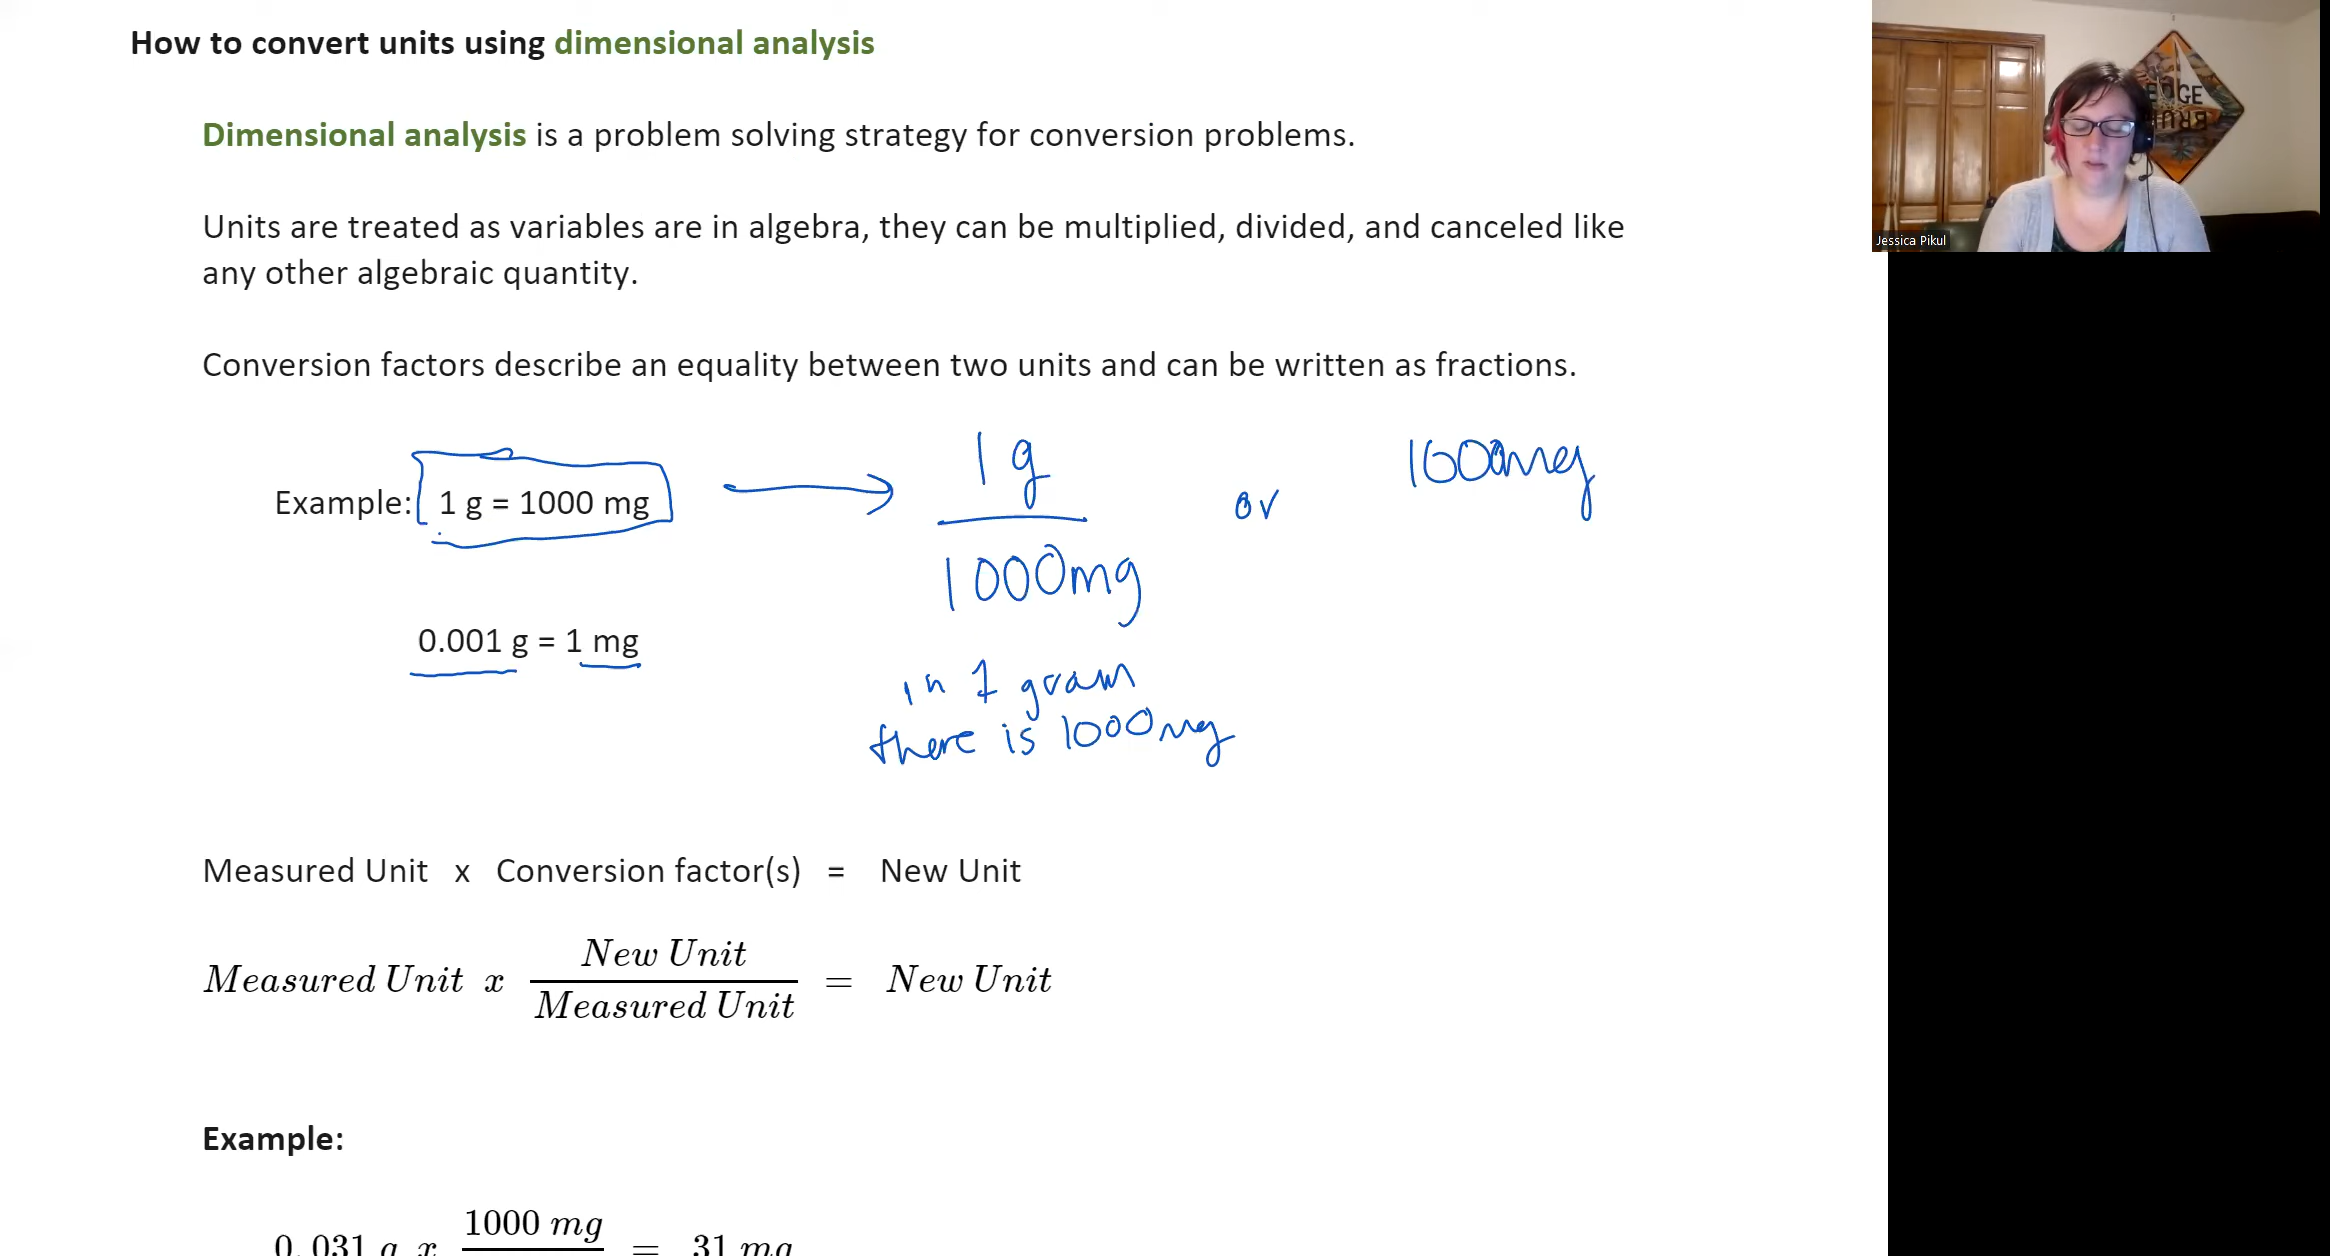 How to convert units using dimensional analysis
Dimensional analysis is a problem solving strategy for conversion problems.
Units are treated as variables are in algebra, they can be multiplied, divided, and canceled like
any other algebraic quantity.
Conversion factors describe an equality between two units and can be written as fractions.
Example: 1 g = 1000 mg
1 g
1000mg
or
1000mg
0.001 g = 1 mg
in 1 gram
there is 1000mg
Measured Unit x Conversion factor(s) = New Unit
Measured Unit x New Unit / Measured Unit = New Unit
Example:
0.031 g x 1000 mg = 31 mg
Jessica Pikul